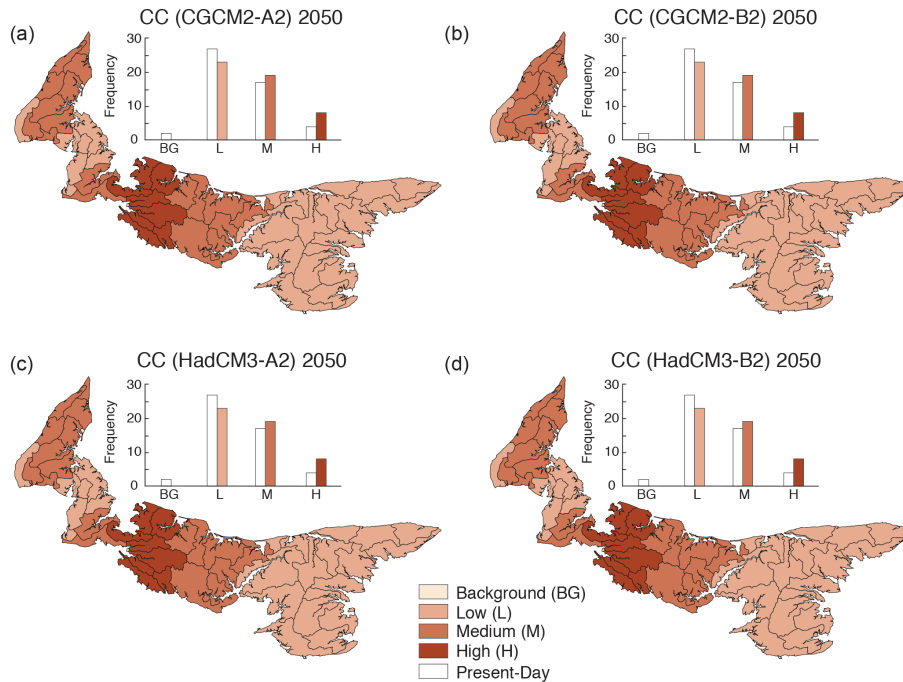 (a) CC (CGCM2-A2) 2050
30
20
10
0
Frequency
BG L M H
(b) CC (CGCM2-B2) 2050
30
20
10
0
Frequency
BG L M H
(c) CC (HadCM3-A2) 2050
30
20
10
0
Frequency
BG L M H
(d) CC (HadCM3-B2) 2050
30
20
10
0
Frequency
BG L M H
Background (BG)
Low (L)
Medium (M)
High (H)
Present-Day